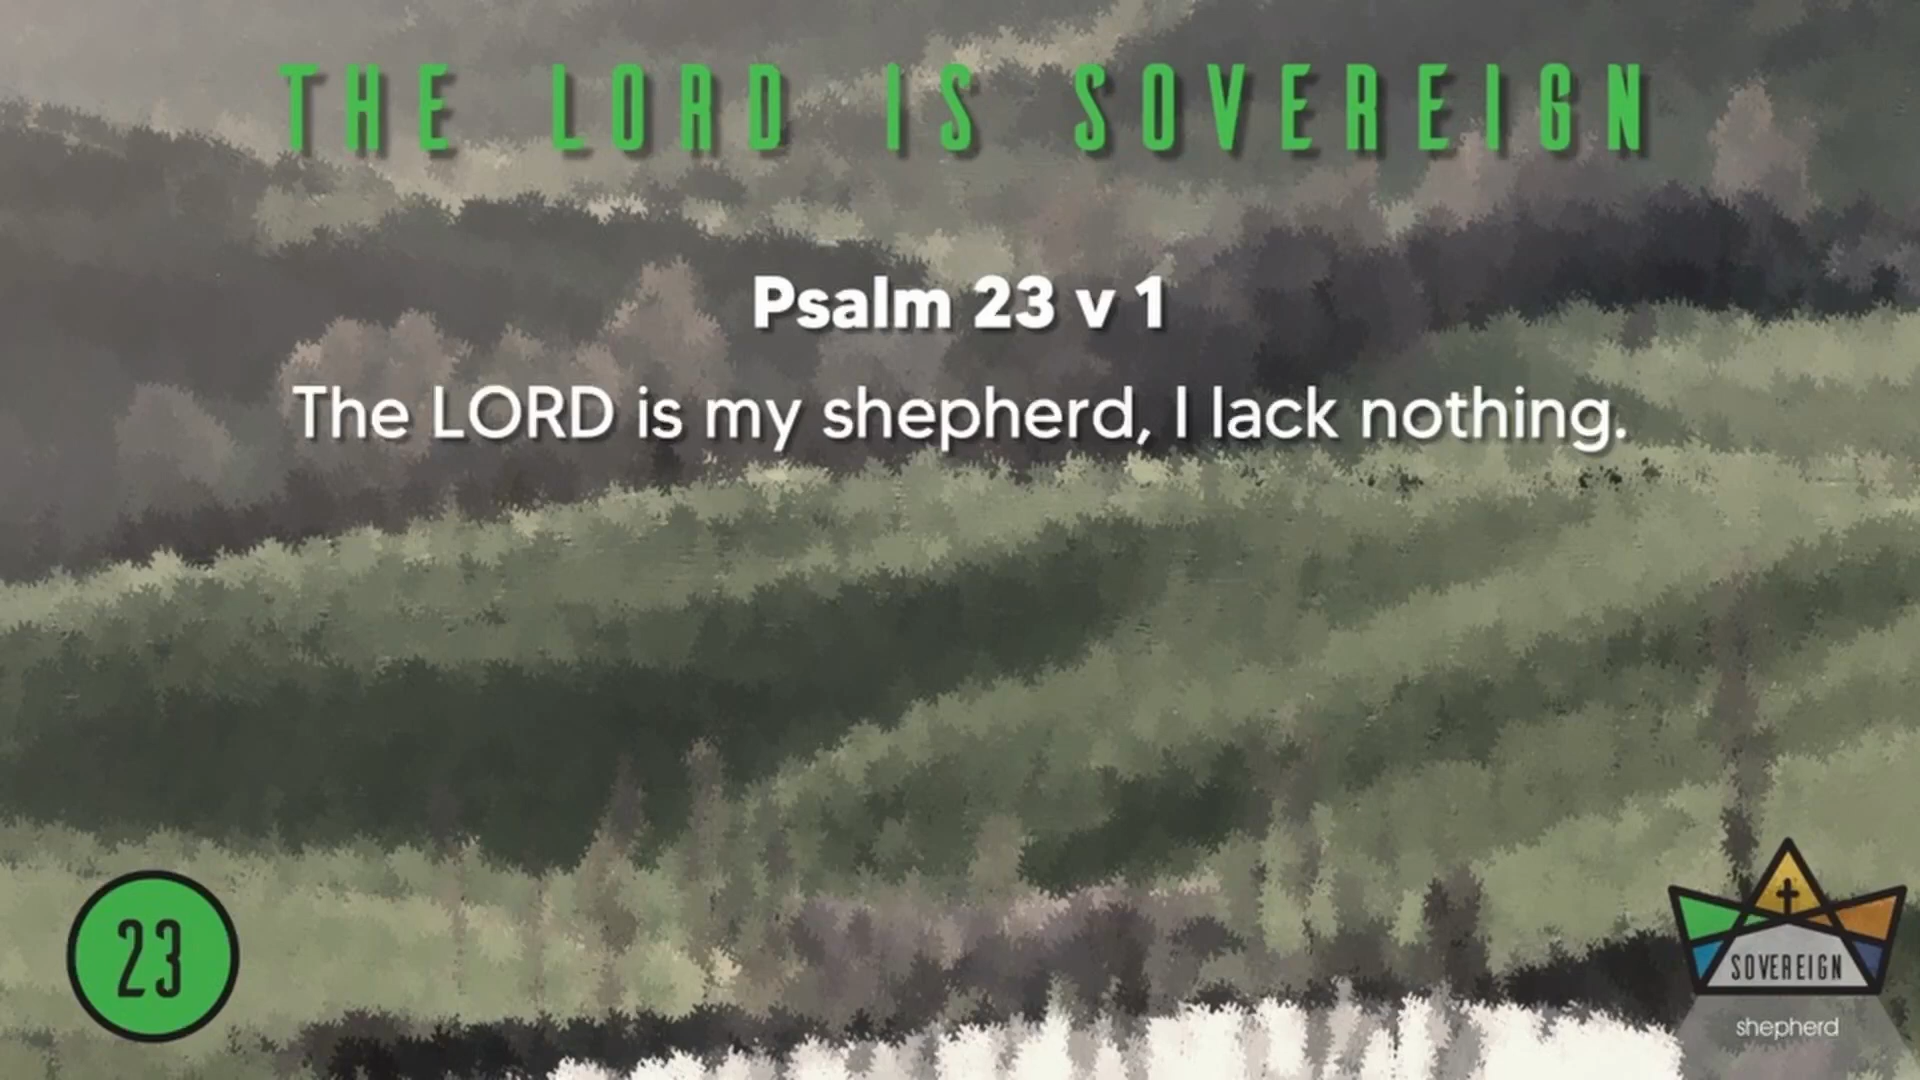 THE LORD IS SOVEREIGN
Psalm 23 v 1
The LORD is my shepherd, I lack nothing.
23
SOVEREIGN
shepherd